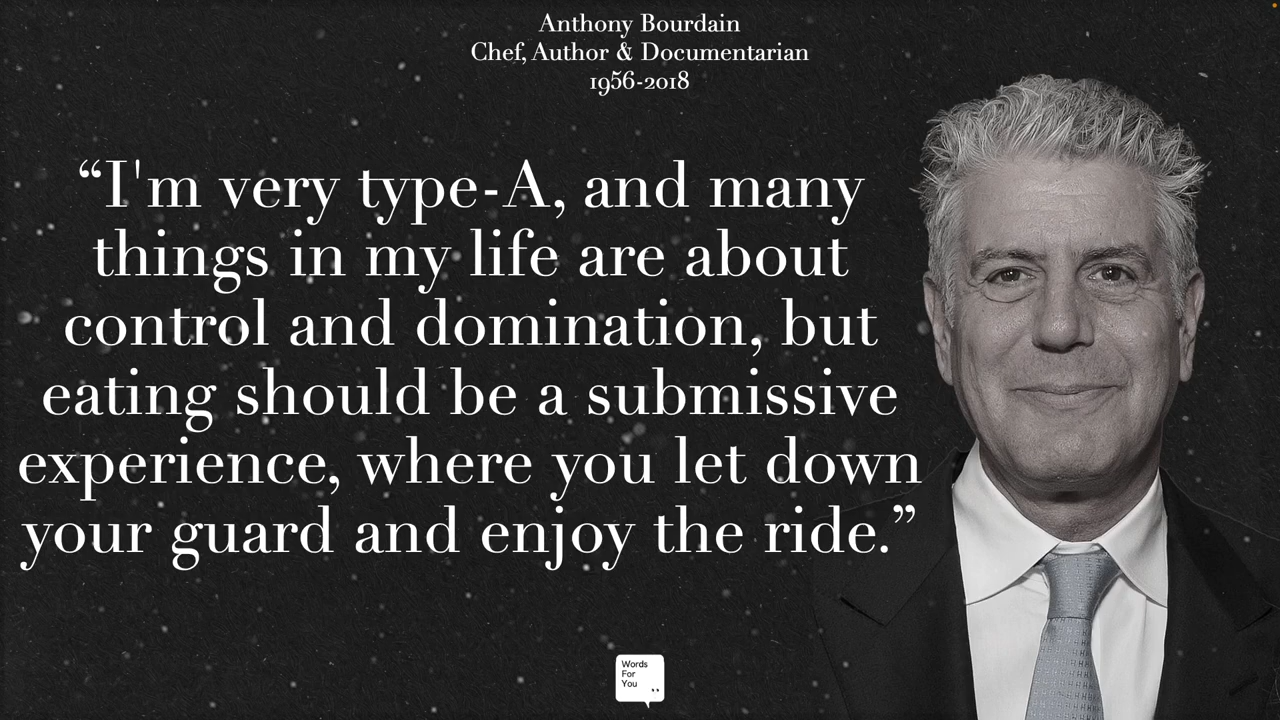 Anthony Bourdain
Chef, Author & Documentarian
1956-2018
“I'm very type-A, and many
things in my life are about
control and domination, but
eating should be a submissive
experience, where you let down
your guard and enjoy the ride.”
Words
For
You